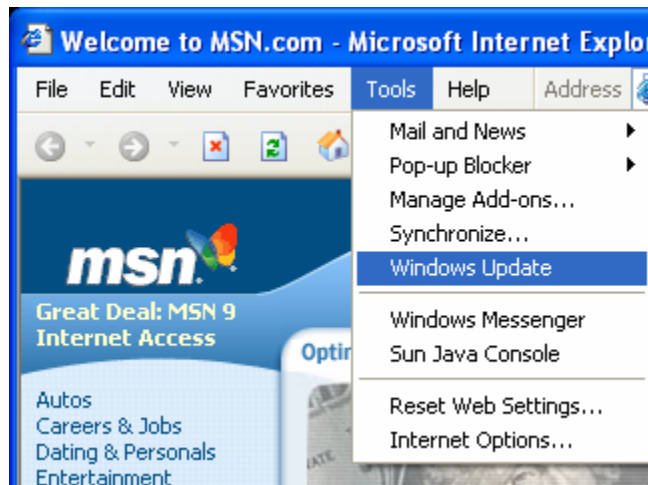 Welcome to MSN.com - Microsoft Internet Explo
File Edit View Favorites Tools Help Address
Mail and News
Pop-up Blocker
Manage Add-ons...
Synchronize...
Windows Update
Windows Messenger
Sun Java Console
Reset Web Settings...
Internet Options...
msn
Great Deal: MSN 9
Internet Access
Optin
Autos
Careers & Jobs
Dating & Personals
Entertainment